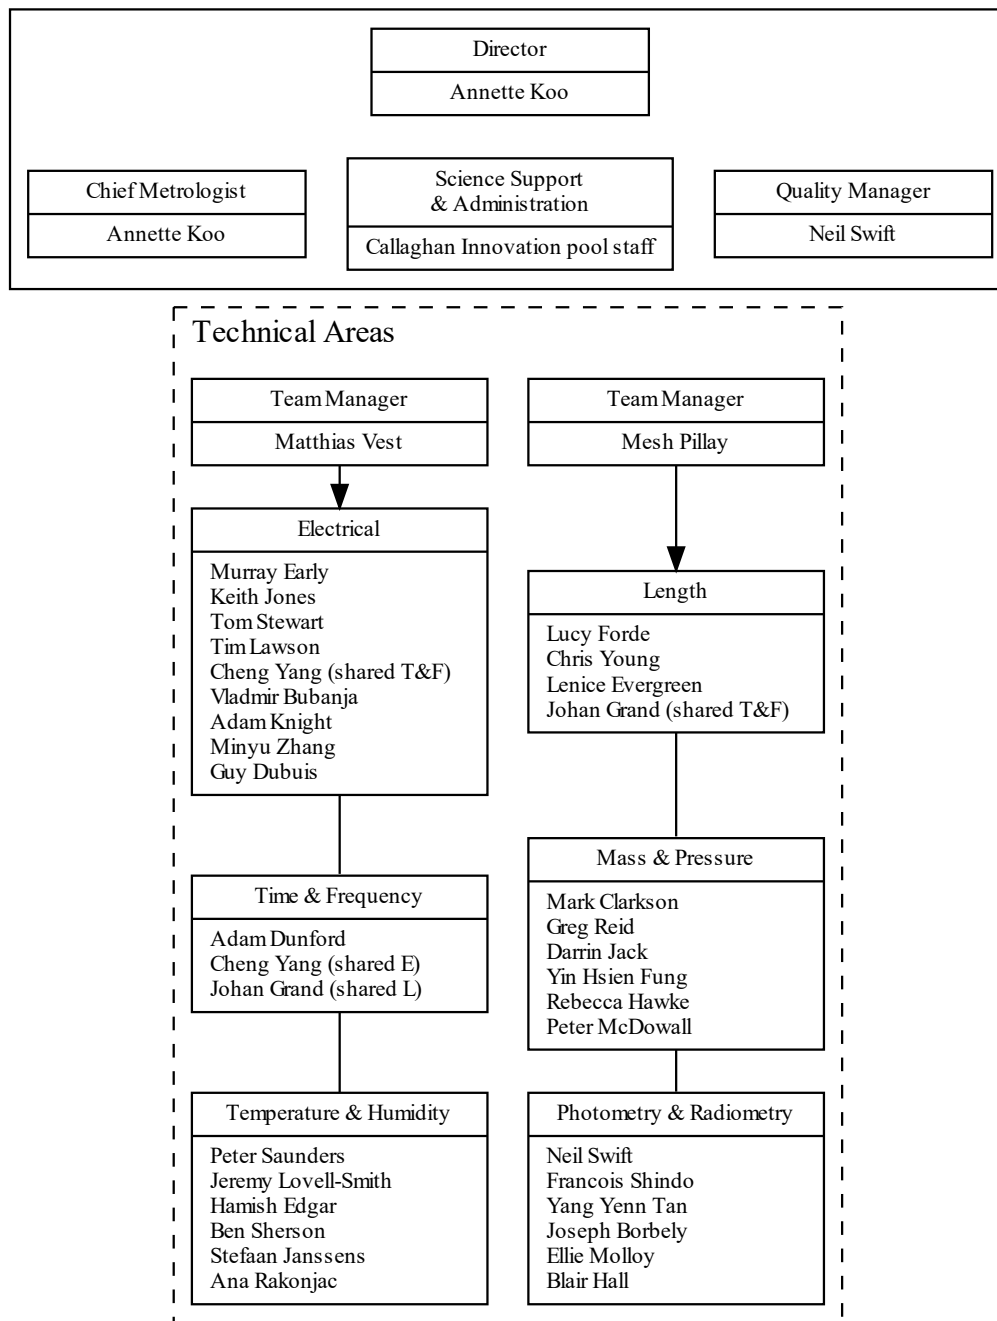 Director
Annette Koo
Chief Metrologist
Annette Koo
Science Support
& Administration
Callaghan Innovation pool staff
Quality Manager
Neil Swift
Technical Areas
Team Manager
Matthias Vest
Electrical
Murray Early
Keith Jones
Tom Stewart
Tim Lawson
Cheng Yang (shared T&F)
Vladmir Bubanja
Adam Knight
Minyu Zhang
Guy Dubuis
Time & Frequency
Adam Dunford
Cheng Yang (shared E)
Johan Grand (shared L)
Temperature & Humidity
Peter Saunders
Jeremy Lovell-Smith
Hamish Edgar
Ben Sherson
Stefaan Janssens
Ana Rakonjac
Team Manager
Mesh Pillay
Length
Lucy Forde
Chris Young
Lenice Evergreen
Johan Grand (shared T&F)
Mass & Pressure
Mark Clarkson
Greg Reid
Darrin Jack
Yin Hsien Fung
Rebecca Hawke
Peter McDowall
Photometry & Radiometry
Neil Swift
Francois Shindo
Yang Yenn Tan
Joseph Borbely
Ellie Molloy
Blair Hall